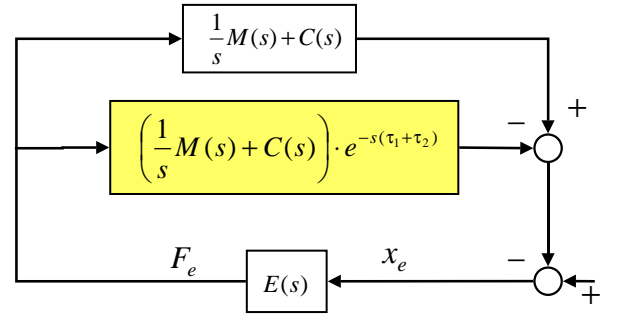 1/s M(s)+C(s)
+
−
(1/s M(s)+C(s))·e^{-s(τ₁+τ₂)}
−
F_e
x_e
E(s)
+